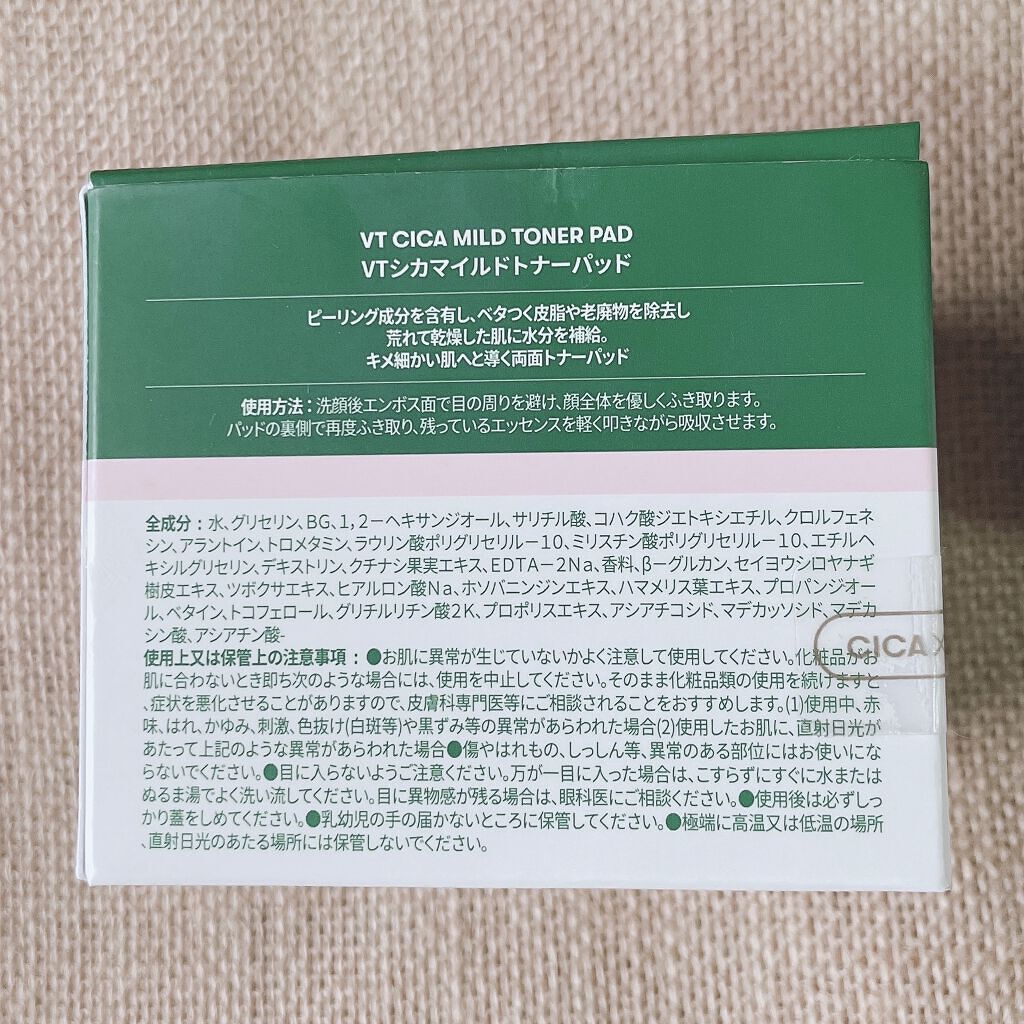 VT CICA MILD TONER PAD
VTシカマイルドトナーパッド
ピーリング成分を含有し、ベタつく皮脂や老廃物を除去し
荒れて乾燥した肌に水分を補給。
キメ細かい肌へと導く両面トナーパッド
使用方法：洗顔後エンボス面で目の周りを避け、顔全体を優しくふき取ります。
パッドの裏側で再度ふき取り、残っているエッセンスを軽く叩きながら吸収させます。
全成分：水、グリセリン、BG、1,2－ヘキサンジオール、サリチル酸、コハク酸ジエトキシエチル、クロルフェネ
シン、アラントイン、トロメタミン、ラウリン酸ポリグリセリル－10、ミリスチン酸ポリグリセリル－10、エチルヘ
キシルグリセリン、デキストリン、クチナシ果実エキス、EDTA－2Na、香料、β－グルカン、セイヨウシロヤナギ
樹皮エキス、ツボクサエキス、ヒアルロン酸Na、ホソバニンジンエキス、ハマメリス葉エキス、プロパンジオー
ル、ベタイン、トコフェロール、グリチルリチン酸2K、プロポリスエキス、アシアチコシド、マデカッソシド、マデカ
シン酸、アシアチン酸-
使用上又は保管上の注意事項：●お肌に異常が生じていないかよく注意して使用してください。化粧品がお
肌に合わないとき即ち次のような場合には、使用を中止してください。そのまま化粧品類の使用を続けますと
、症状を悪化させることがありますので、皮膚科専門医等にご相談されることをおすすめします。(1)使用中、赤
味、はれ、かゆみ、刺激、色抜け(白斑等)や黒ずみ等の異常があらわれた場合(2)使用したお肌に、直射日光が
あたって上記のような異常があらわれた場合●傷やはれもの、しっしん等、異常のある部位にはお使いにな
らないでください。●目に入らないようご注意ください。万が一目に入った場合は、こすらずにすぐに水または
ぬるま湯でよく洗い流してください。目に異物感が残る場合は、眼科医にご相談ください。●使用後は必ずしっ
かり蓋をしめてください。●乳幼児の手の届かないところに保管してください。●極端に高温又は低温の場所
、直射日光のあたる場所には保管しないでください。
CICA X